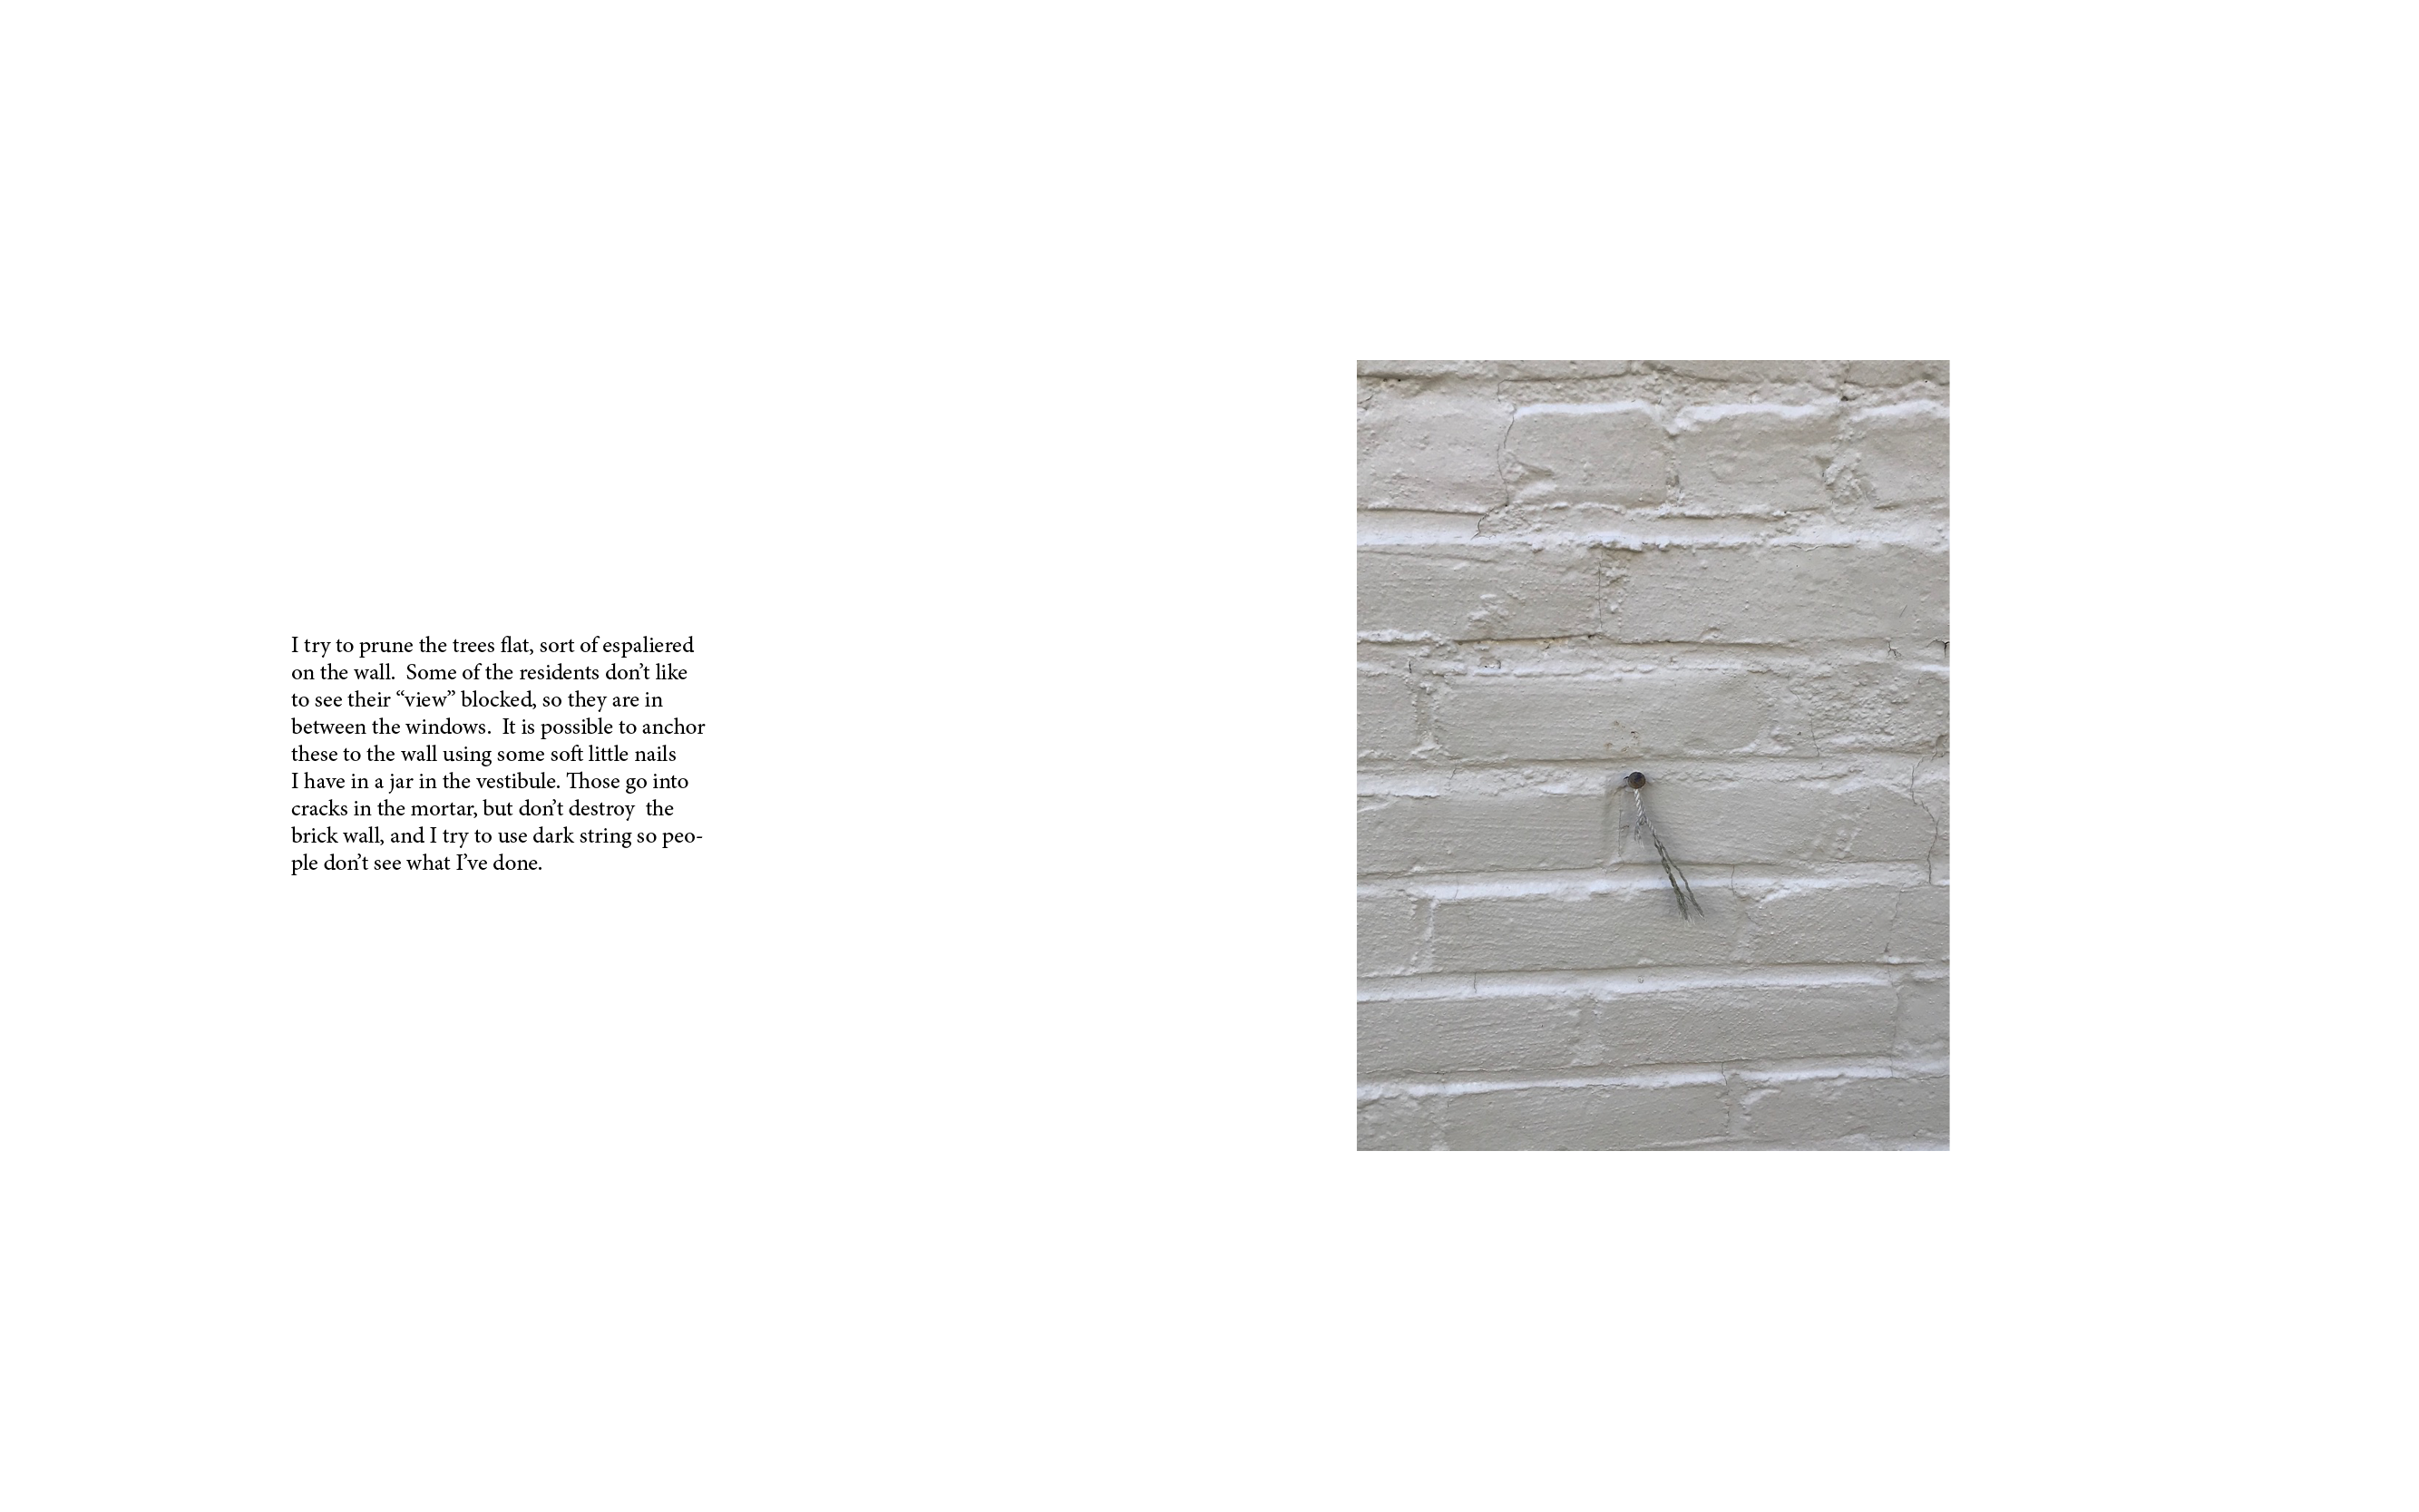 I try to prune the trees flat, sort of espaliered
on the wall.  Some of the residents don’t like
to see their “view” blocked, so they are in
between the windows.  It is possible to anchor
these to the wall using some soft little nails
I have in a jar in the vestibule. Those go into
cracks in the mortar, but don’t destroy  the
brick wall, and I try to use dark string so peo-
ple don’t see what I’ve done.